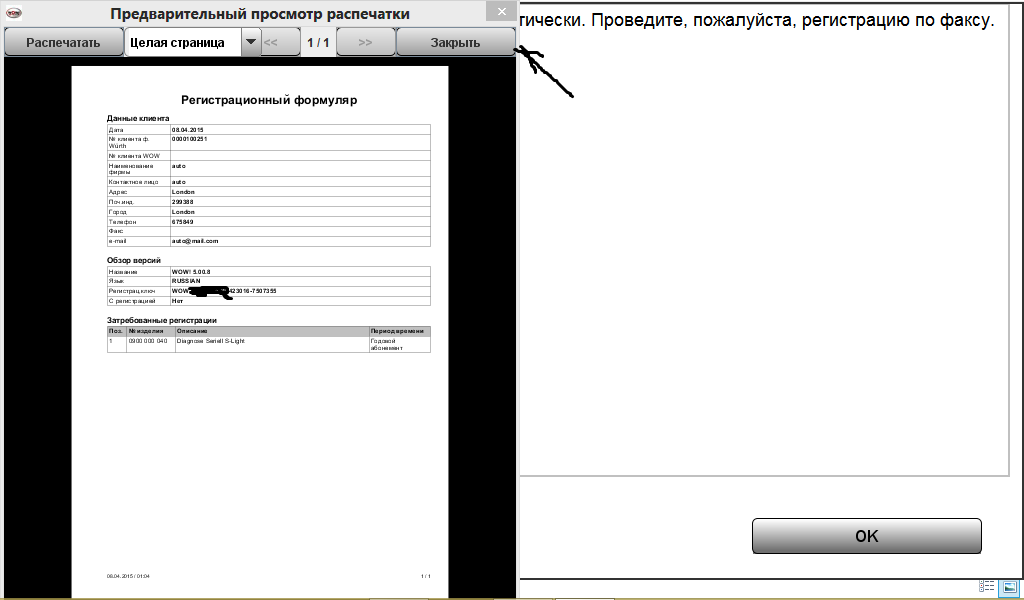 Предварительный просмотр распечатки
Распечатать Целая страница << 1 / 1 >> Закрыть
Регистрационный формуляр
Данные клиента
Дата 08.04.2015
№ клиента ф. Würth 0000100251
№ клиента WOW
Наименование фирмы auto
Контактное лицо auto
Адрес London
Поч.инд. 299388
Город London
Телефон 675849
Факс
e-mail auto@mail.com
Обзор версий
Название WOW! 5.00.8
Язык RUSSIAN
Регистрац.ключ WOW 423016-7507355
С регистрацией Нет
Затребованные регистрации
Поз. № изделия Описание Период времени
1 0900 000 040 Diagnose Seriell S-Light Годовой абонемент
08.04.2015 / 01:04 1 / 1
тически. Проведите, пожалуйста, регистрацию по факсу.
OK